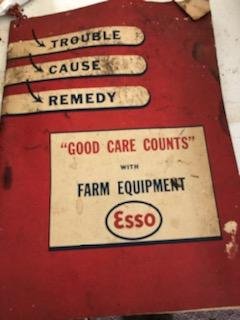 TROUBLE
CAUSE
REMEDY
"GOOD CARE COUNTS"
WITH
FARM EQUIPMENT
Esso